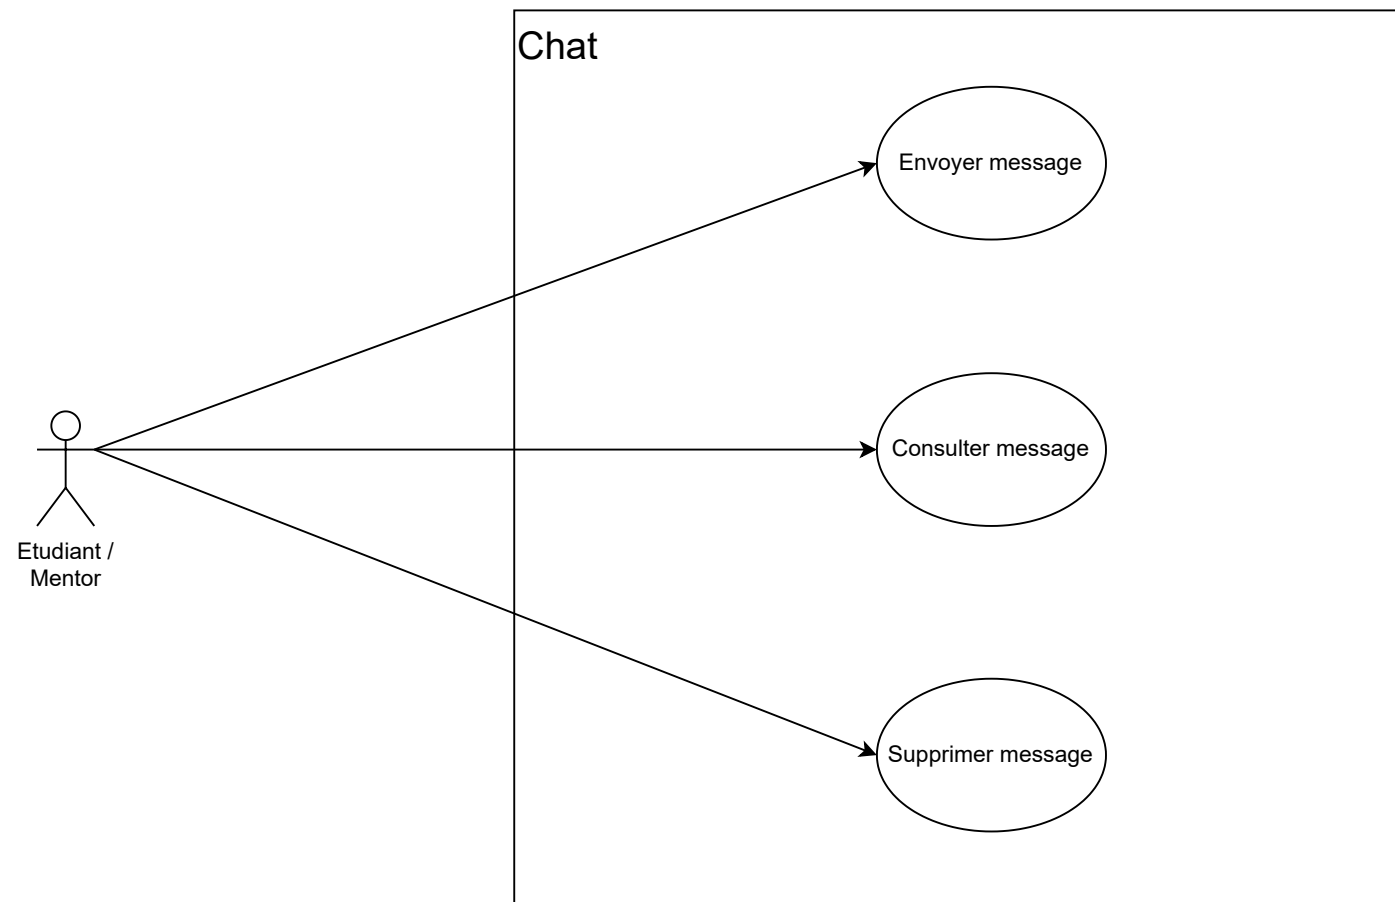 Chat
Envoyer message
Consulter message
Etudiant /
Mentor
Supprimer message